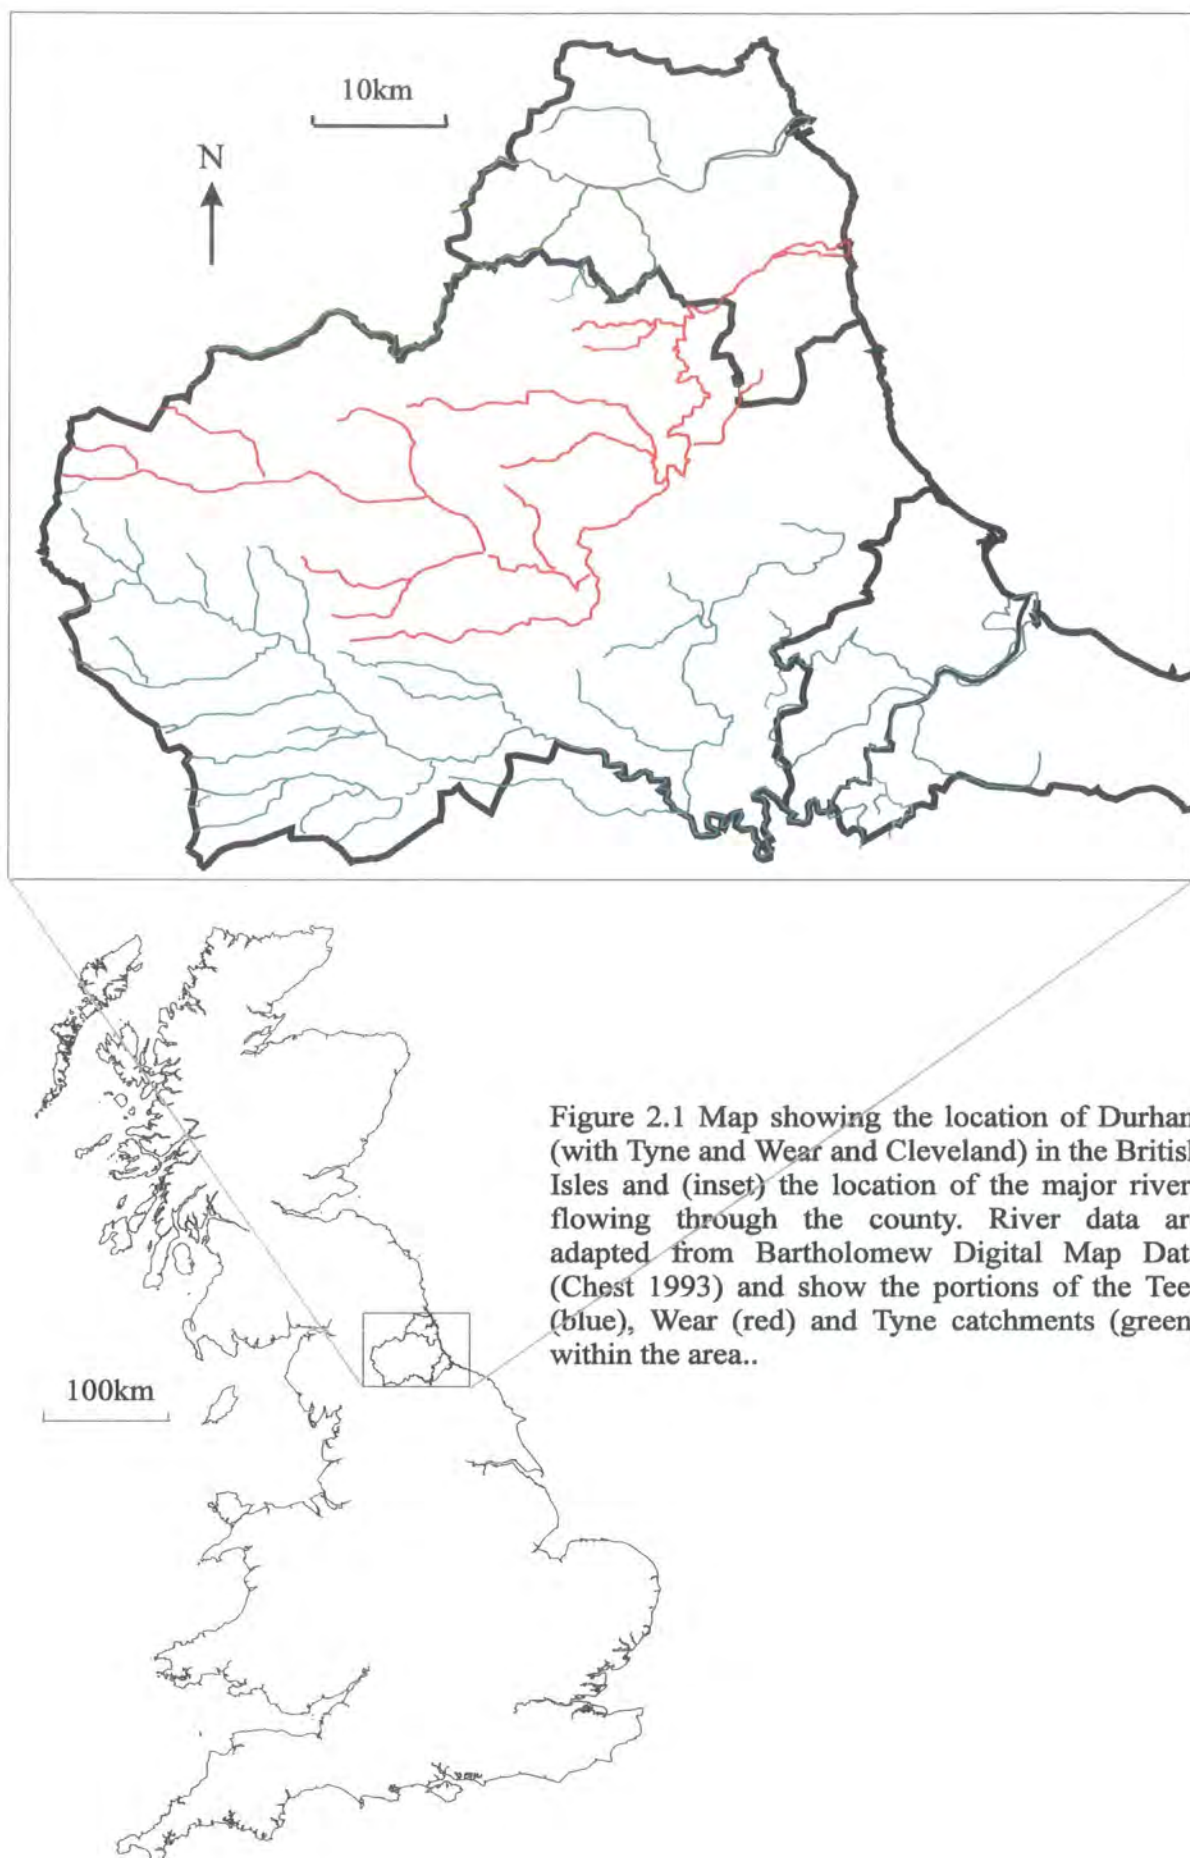 10km
N
Figure 2.1 Map showing the location of Durhan
(with Tyne and Wear and Cleveland) in the Britisl
Isles and (inset) the location of the major river
flowing through the county. River data ar
adapted from Bartholomew Digital Map Dat
(Chest 1993) and show the portions of the Tee
(blue), Wear (red) and Tyne catchments (green
within the area..
100km